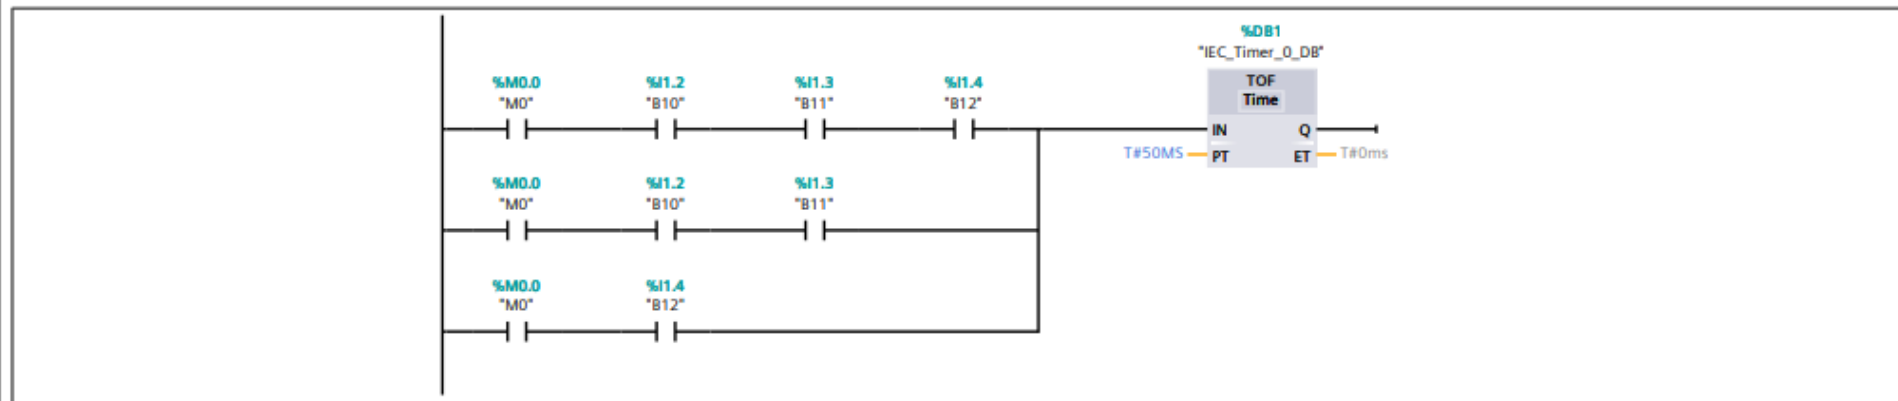 %DB1
"IEC_Timer_0_DB"
%M0.0 %I1.2 %I1.3 %I1.4
"M0" "B10" "B11" "B12"
TOF
Time
IN Q
T#50MS PT ET T#0ms
%M0.0 %I1.2 %I1.3
"M0" "B10" "B11"
%M0.0 %I1.4
"M0" "B12"